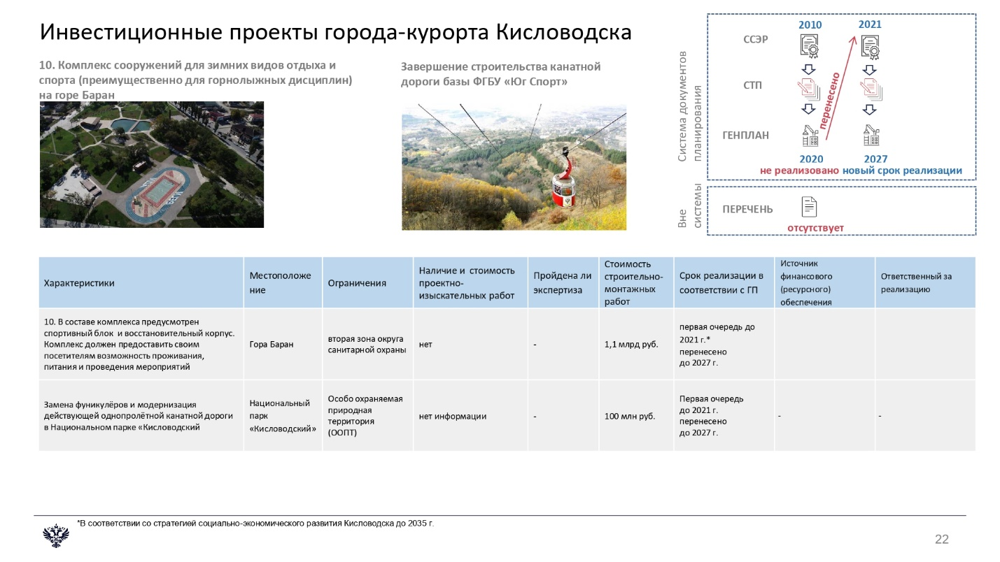 Инвестиционные проекты города-курорта Кисловодска
10. Комплекс сооружений для зимних видов отдыха и
спорта (преимущественно для горнолыжных дисциплин)
на горе Баран
Завершение строительства канатной
дороги базы ФГБУ «Юг Спорт»
Система документов
планирования
2010
2021
ССЭР
СТП
перенесено
ГЕНПЛАН
2020
2027
не реализовано новый срок реализации
Вне
системы
ПЕРЕЧЕНЬ
отсутствует
Характеристики
Местоположе
ние
Ограничения
Наличие и стоимость
проектно-
изыскательных работ
Пройдена ли
экспертиза
Стоимость
строительно-
монтажных
работ
Срок реализации в
соответствии с ГП
Источник
финансового
(ресурсного)
обеспечения
Ответственный за
реализацию
10. В составе комплекса предусмотрен
спортивный блок и восстановительный корпус.
Комплекс должен предоставить своим
посетителям возможность проживания,
питания и проведения мероприятий
Гора Баран
вторая зона округа
санитарной охраны
нет
-
1,1 млрд руб.
первая очередь до
2021 г.*
перенесено
до 2027 г.
Замена фуникулёров и модернизация
действующей однопролётной канатной дороги
в Национальном парке «Кисловодский
Национальный
парк
«Кисловодский»
Особо охраняемая
природная
территория
(ООПТ)
нет информации
-
100 млн руб.
Первая очередь
до 2021 г.
перенесено
до 2027 г.
-
-
*В соответствии со стратегией социально-экономического развития Кисловодска до 2035 г.
22